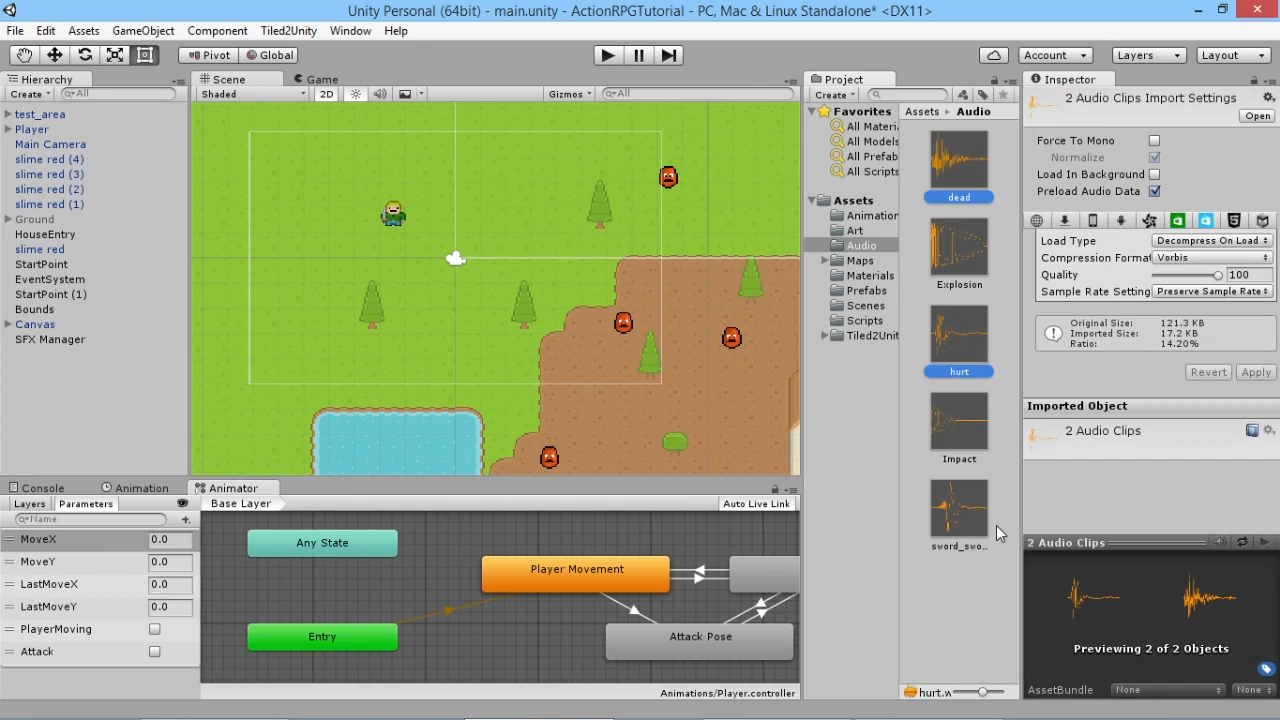 Unity Personal (64bit) - main.unity - ActionRPGTutorial - PC, Mac & Linux Standalone* <DX11>
File Edit Assets GameObject Component Tiled2Unity Window Help
Pivot Global Account Layers Layout
Hierarchy
Create All
test_area
Player
Main Camera
slime red (4)
slime red (3)
slime red (2)
slime red (1)
Ground
HouseEntry
slime red
StartPoint
EventSystem
StartPoint (1)
Bounds
Canvas
SFX Manager
Scene Game
Shaded 2D Gizmos All
Project
Create
Favorites
All Materi
All Models
All Prefab
All Scripts
Assets
Animation
Art
Audio
Maps
Materials
Prefabs
Scenes
Scripts
Tiled2Unit
Assets Audio
dead
Explosion
hurt
Impact
sword_swo...
hurt.w
Inspector
2 Audio Clips Import Settings
Open
Force To Mono
Normalize
Load In Background
Preload Audio Data
Load Type Decompress On Load
Compression Format Vorbis
Quality 100
Sample Rate Setting Preserve Sample Rate
Original Size: 121.3 KB
Imported Size: 17.2 KB
Ratio: 14.20%
Revert Apply
Imported Object
2 Audio Clips
2 Audio Clips
Previewing 2 of 2 Objects
AssetBundle None None
Console Animation Animator
Layers Parameters Base Layer Auto Live Link
Name
MoveX 0.0
MoveY 0.0
LastMoveX 0.0
LastMoveY 0.0
PlayerMoving
Attack
Any State
Player Movement
Entry
Attack Pose
Animations/Player.controller